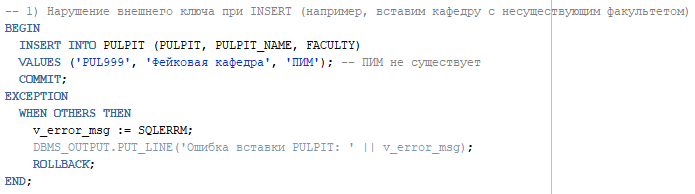 -- 1) Нарушение внешнего ключа при INSERT (например, вставим кафедру с несуществующим факультетом)
BEGIN
  INSERT INTO PULPIT (PULPIT, PULPIT_NAME, FACULTY)
  VALUES ('PUL999', 'Фейковая кафедра', 'ПИМ'); -- ПИМ не существует
  COMMIT;
EXCEPTION
  WHEN OTHERS THEN
    v_error_msg := SQLERRM;
    DBMS_OUTPUT.PUT_LINE('Ошибка вставки PULPIT: ' || v_error_msg);
    ROLLBACK;
END;